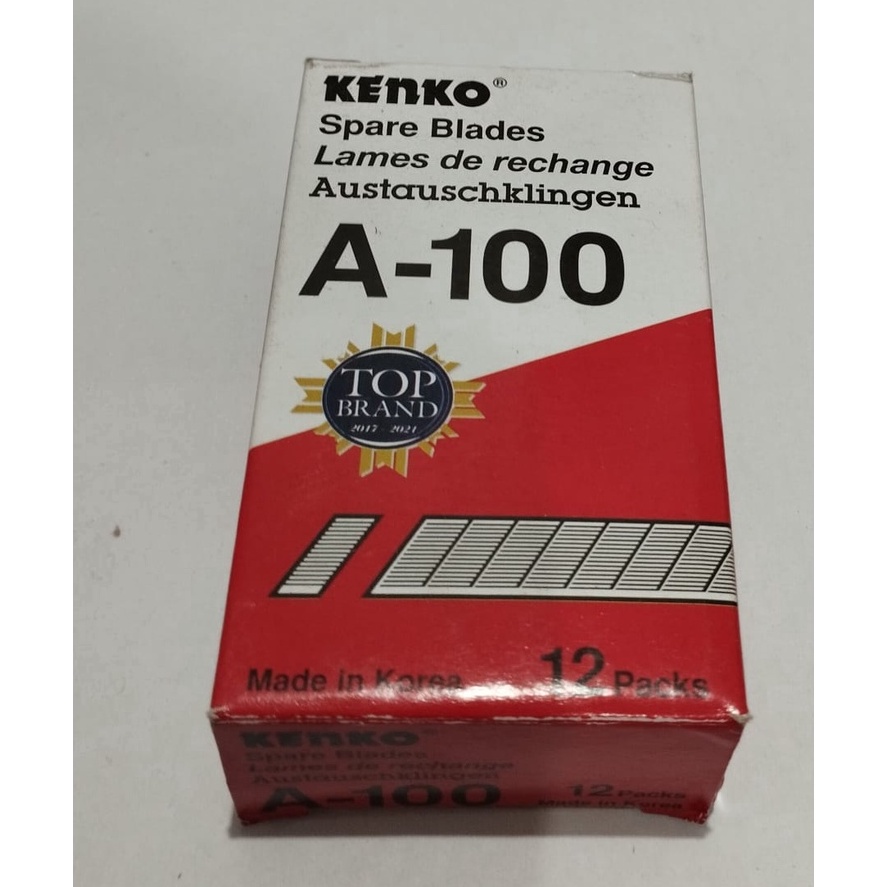 KENKO®
Spare Blades
Lames de rechange
Austauschklingen
A-100
TOP
BRAND
2017 - 2021
Made in Korea
12 Packs
KENKO
Spare Blades
Lames de rechange
Austauschklingen
A-100
12 Packs
Made in Korea